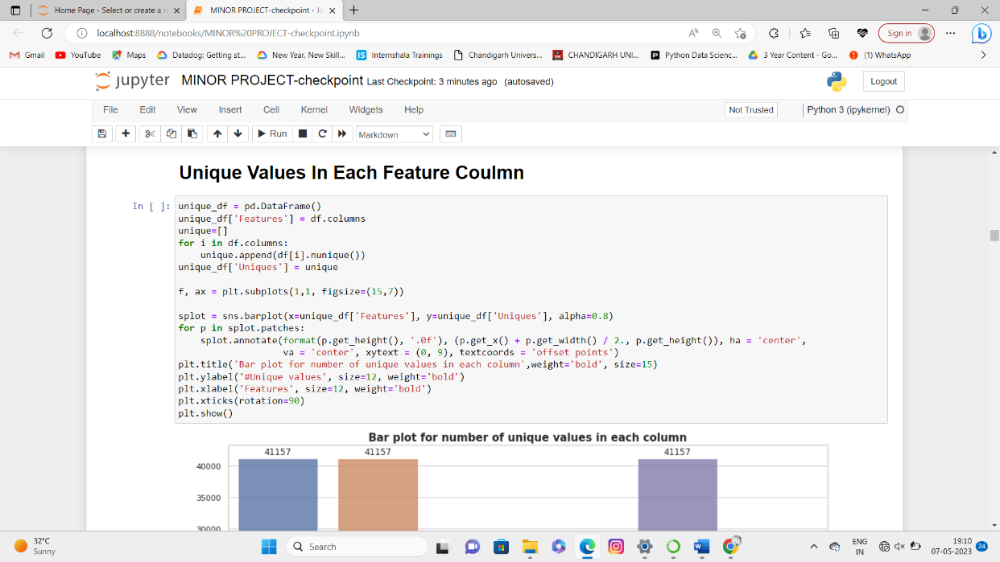 Home Page - Select or create a n
MINOR PROJECT-checkpoint - Ju
localhost:8888/notebooks/MINOR%20PROJECT-checkpoint.ipynb
Sign in
Gmail YouTube Maps Datadog: Getting st... New Year, New Skill... Internshala Trainings Chandigarh Univers... CHANDIGARH UNI... Python Data Scienc... 3 Year Content - Go... (1) WhatsApp
jupyter MINOR PROJECT-checkpoint Last Checkpoint: 3 minutes ago (autosaved)
Logout
File Edit View Insert Cell Kernel Widgets Help Not Trusted Python 3 (ipykernel)
Run Markdown
Unique Values In Each Feature Coulmn
In [ ]: unique_df = pd.DataFrame()
unique_df['Features'] = df.columns
unique=[]
for i in df.columns:
    unique.append(df[i].nunique())
unique_df['Uniques'] = unique
f, ax = plt.subplots(1,1, figsize=(15,7))
splot = sns.barplot(x=unique_df['Features'], y=unique_df['Uniques'], alpha=0.8)
for p in splot.patches:
    splot.annotate(format(p.get_height(), '.0f'), (p.get_x() + p.get_width() / 2., p.get_height()), ha = 'center',
                   va = 'center', xytext = (0, 9), textcoords = 'offset points')
plt.title('Bar plot for number of unique values in each column',weight='bold', size=15)
plt.ylabel('#Unique values', size=12, weight='bold')
plt.xlabel('Features', size=12, weight='bold')
plt.xticks(rotation=90)
plt.show()
Bar plot for number of unique values in each column
41157 41157 41157
40000
35000
30000
32°C
Sunny
Search
ENG
IN
19:10
07-05-2023
24